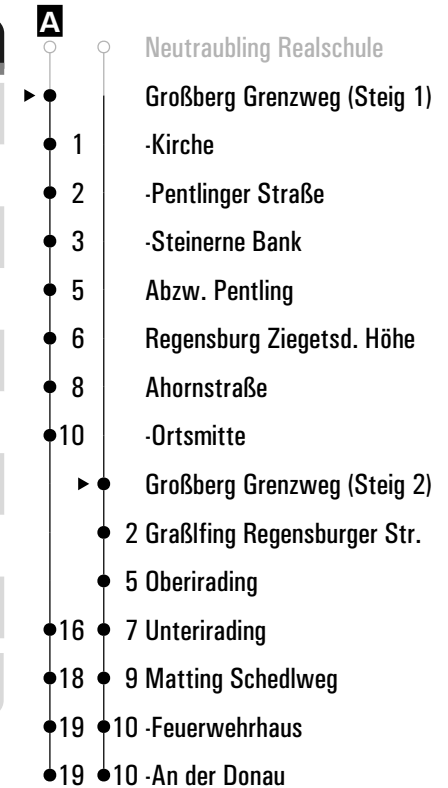 A
Neutraubling Realschule
Großberg Grenzweg (Steig 1)
1 -Kirche
2 -Pentlinger Straße
3 -Steinerne Bank
5 Abzw. Pentling
6 Regensburg Ziegetsd. Höhe
8 Ahornstraße
10 -Ortsmitte
Großberg Grenzweg (Steig 2)
2 Graßlfing Regensburger Str.
5 Oberirading
16 7 Unterirading
18 9 Matting Schedlweg
19 10 -Feuerwehrhaus
19 10 -An der Donau